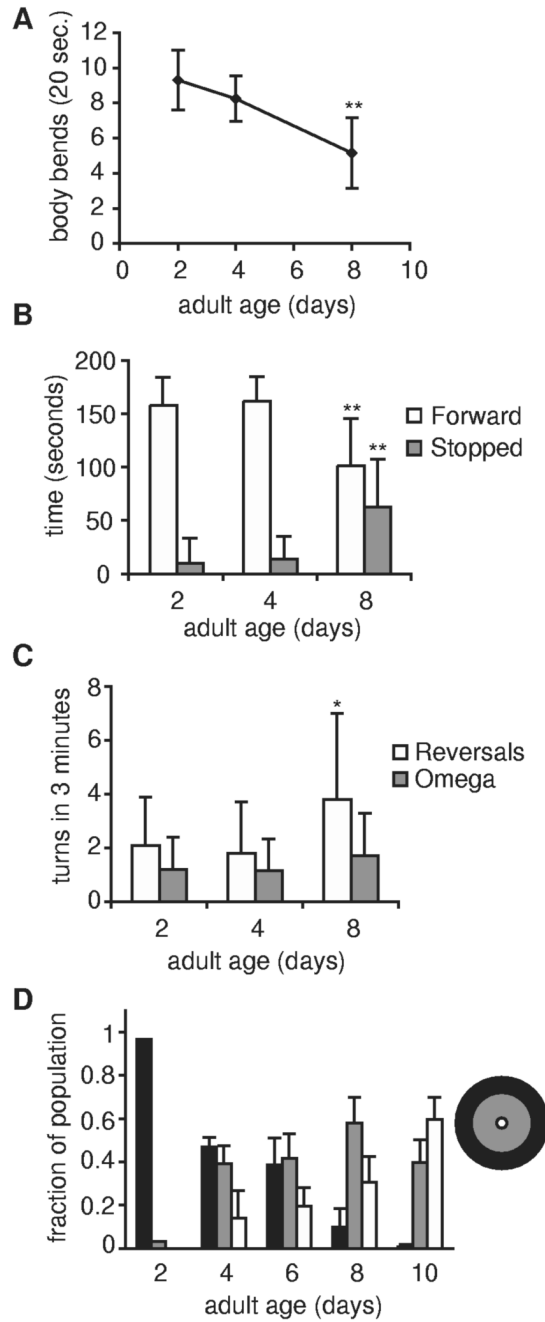 A
body bends (20 sec.)
12
10
8
6
4
2
0
**
0 2 4 6 8 10
adult age (days)
B
time (seconds)
200
150
100
50
0
**
**
Forward
Stopped
2 4 8
adult age (days)
C
turns in 3 minutes
8
6
4
2
0
*
Reversals
Omega
2 4 8
adult age (days)
D
fraction of population
1
0.8
0.6
0.4
0.2
0
2 4 6 8 10
adult age (days)